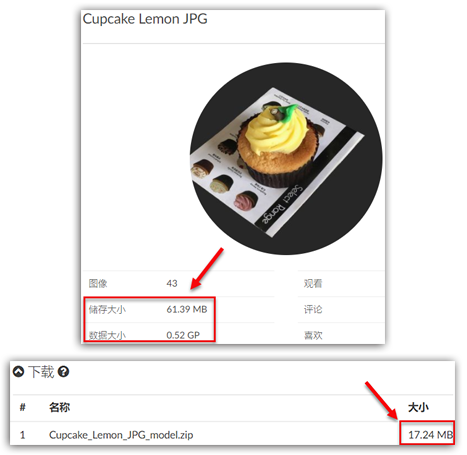 Cupcake Lemon JPG
Select Range
图像 43 观看
储存大小 61.39 MB 评论
数据大小 0.52 GP 喜欢
下载
# 名称 大小
1 Cupcake_Lemon_JPG_model.zip 17.24 MB